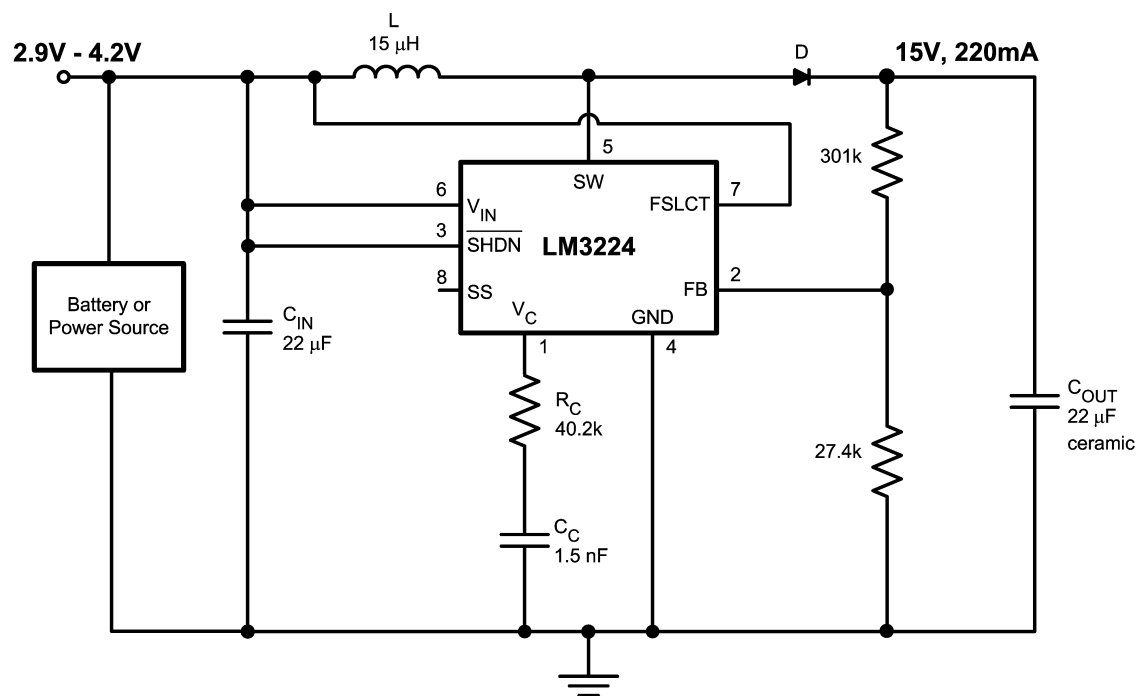 L
15 μH
2.9V - 4.2V
D
15V, 220mA
5
SW
301k
6
V_IN
7
FSLCT
3
SHDN
LM3224
8
SS
2
FB
Battery or
Power Source
C_IN
22 μF
V_C
GND
1
4
R_C
40.2k
C_OUT
22 μF
ceramic
27.4k
C_C
1.5 nF